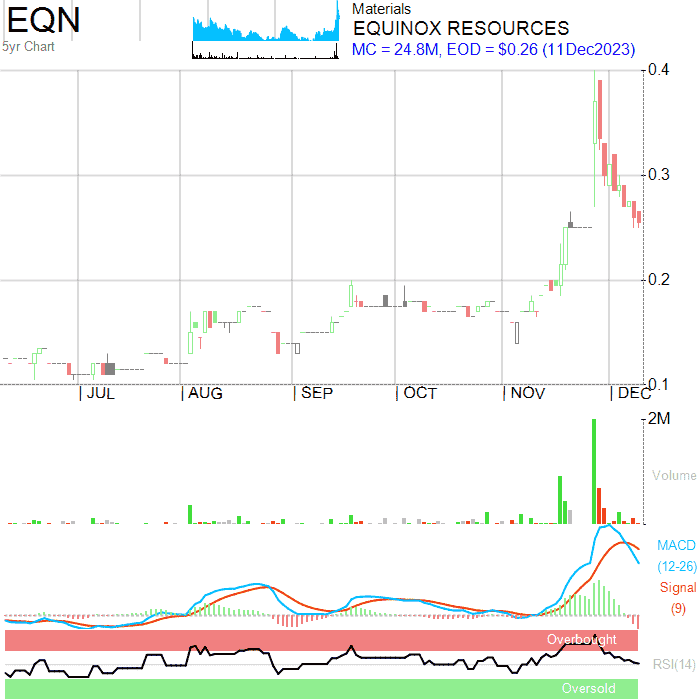 EQN
5yr Chart
Materials
EQUINOX RESOURCES
MC = 24.8M, EOD = $0.26 (11Dec2023)
0.4
0.3
0.2
0.1
JUL
AUG
SEP
OCT
NOV
DEC
2M
Volume
MACD
(12-26)
Signal
(9)
Overbought
RSI(14)
Oversold